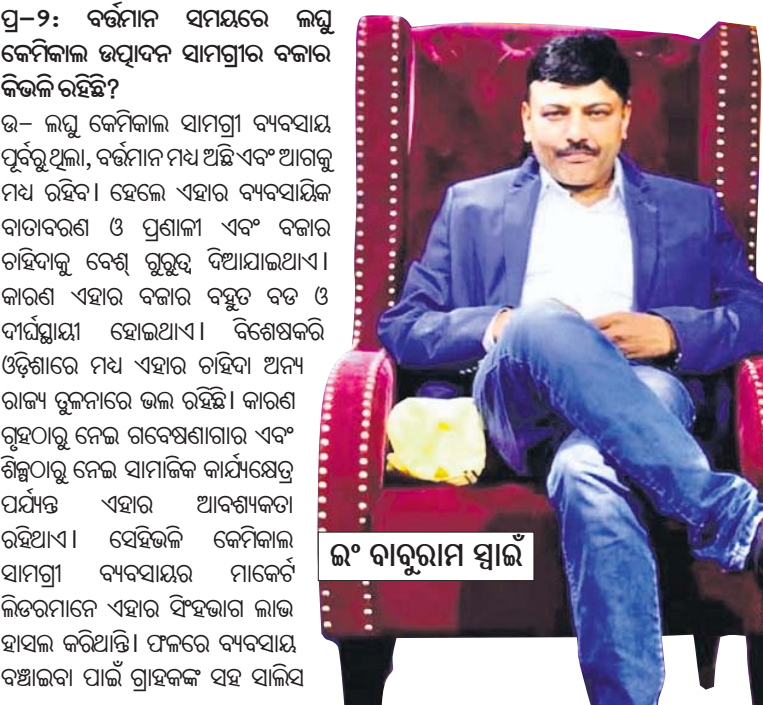 ପ୍ର–୨: ବର୍ତ୍ତମାନ ସମୟରେ ଲଘୁ
କେମିକାଲ ଉତ୍ପାଦନ ସାମଗ୍ରୀର ବଜାର
କିଭଳି ରହିଛି?
ଉ– ଲଘୁ କେମିକାଲ ସାମଗ୍ରୀ ବ୍ୟବସାୟ
ପୂର୍ବରୁ ଥିଲା, ବର୍ତ୍ତମାନ ମଧ୍ୟ ଅଛି ଏବଂ ଆଗକୁ
ମଧ୍ୟ ରହିବ। ହେଲେ ଏହାର ବ୍ୟବସାୟିକ
ବାତାବରଣ ଓ ପ୍ରଣାଳୀ ଏବଂ ବଜାର
ଚାହିଦାକୁ ବେଶ୍ ଗୁରୁତ୍ୱ ଦିଆଯାଇଥାଏ।
କାରଣ ଏହାର ବଜାର ବହୁତ ବଡ ଓ
ଦୀର୍ଘସ୍ଥାୟୀ ହୋଇଥାଏ। ବିଶେଷକରି
ଓଡ଼ିଶାରେ ମଧ୍ୟ ଏହାର ଚାହିଦା ଅନ୍ୟ
ରାଜ୍ୟ ତୁଳନାରେ ଭଲ ରହିଛି। କାରଣ
ଗୃହଠାରୁ ନେଇ ଗବେଷଣାଗାର ଏବଂ
ଶିଳ୍ପଠାରୁ ନେଇ ସାମାଜିକ କାର୍ଯ୍ୟକ୍ଷେତ୍ର
ପର୍ଯ୍ୟନ୍ତ ଏହାର ଆବଶ୍ୟକତା
ରହିଥାଏ। ସେହିଭଳି କେମିକାଲ
ସାମଗ୍ରୀ ବ୍ୟବସାୟର ମାର୍କେଟ
ଲିଡରମାନେ ଏହାର ସିଂହଭାଗ ଲାଭ
ହାସଲ କରିଥାନ୍ତି। ଫଳରେ ବ୍ୟବସାୟ
ବଞ୍ଚାଇବା ପାଇଁ ଗ୍ରାହକଙ୍କ ସହ ସାଲିସ
ଇଂ ବାବୁରାମ ସ୍ୱାଇଁ